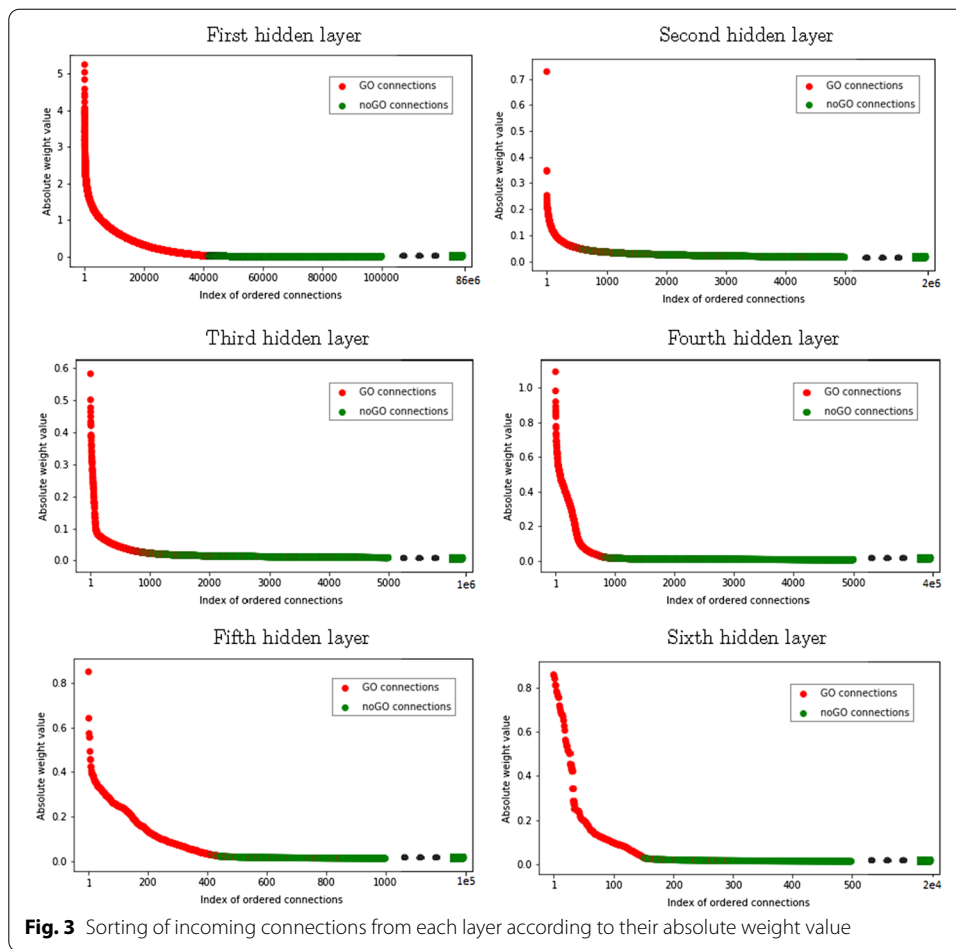 First hidden layer
Absolute weight value
5
4
3
2
1
0
GO connections
noGO connections
1 20000 40000 60000 80000 100000 86e6
Index of ordered connections
Second hidden layer
Absolute weight value
0.7
0.6
0.5
0.4
0.3
0.2
0.1
0.0
GO connections
noGO connections
1 1000 2000 3000 4000 5000 2e6
Index of ordered connections
Third hidden layer
Absolute weight value
0.6
0.5
0.4
0.3
0.2
0.1
0.0
GO connections
noGO connections
1 1000 2000 3000 4000 5000 1e6
Index of ordered connections
Fourth hidden layer
Absolute weight value
1.0
0.8
0.6
0.4
0.2
0.0
GO connections
noGO connections
1 1000 2000 3000 4000 5000 4e5
Index of ordered connections
Fifth hidden layer
Absolute weight value
0.8
0.6
0.4
0.2
0.0
GO connections
noGO connections
1 200 400 600 800 1000 1e5
Index of ordered connections
Sixth hidden layer
Absolute weight value
0.8
0.6
0.4
0.2
0.0
GO connections
noGO connections
1 100 200 300 400 500 2e4
Index of ordered connections
Fig. 3 Sorting of incoming connections from each layer according to their absolute weight value